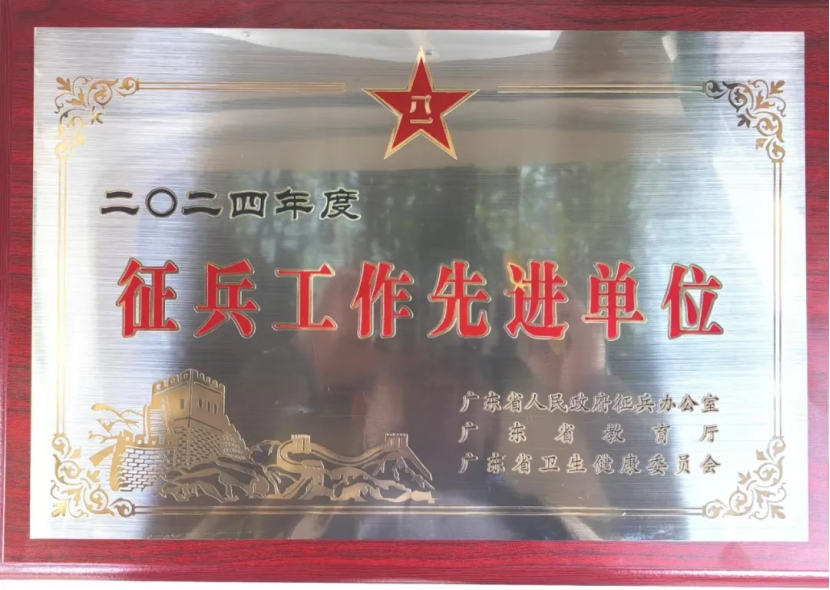 八一
二〇二四年度
征兵工作先进单位
广东省人民政府征兵办公室
广东省教育厅
广东省卫生健康委员会